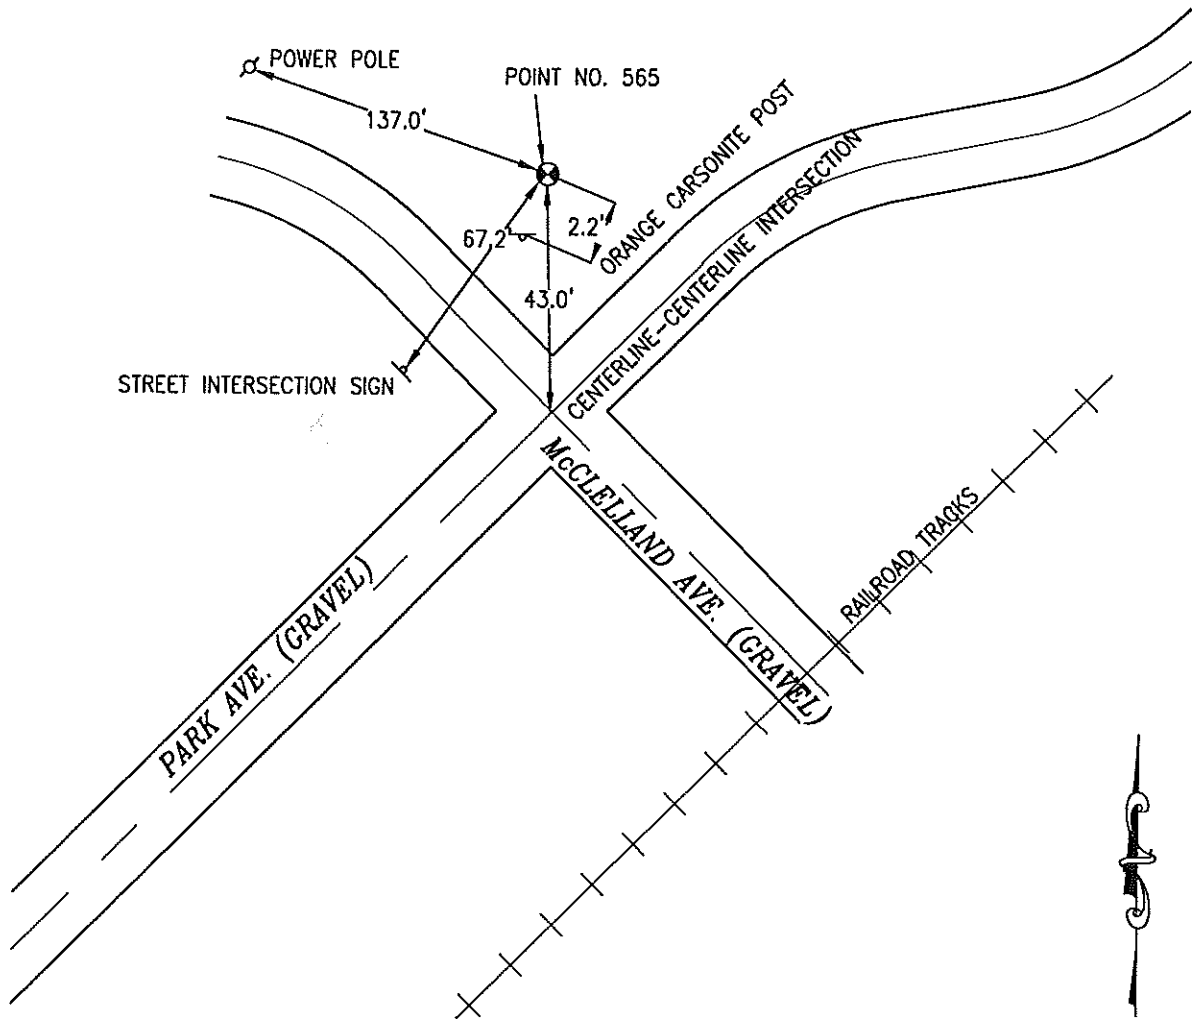 POWER POLE
POINT NO. 565
137.0'
ORANGE CARSONITE POST
CENTERLINE-CENTERLINE INTERSECTION
2.2'
67.2'
43.0'
STREET INTERSECTION SIGN
McCLELLAND AVE. (GRAVEL)
RAILROAD TRACKS
PARK AVE. (GRAVEL)